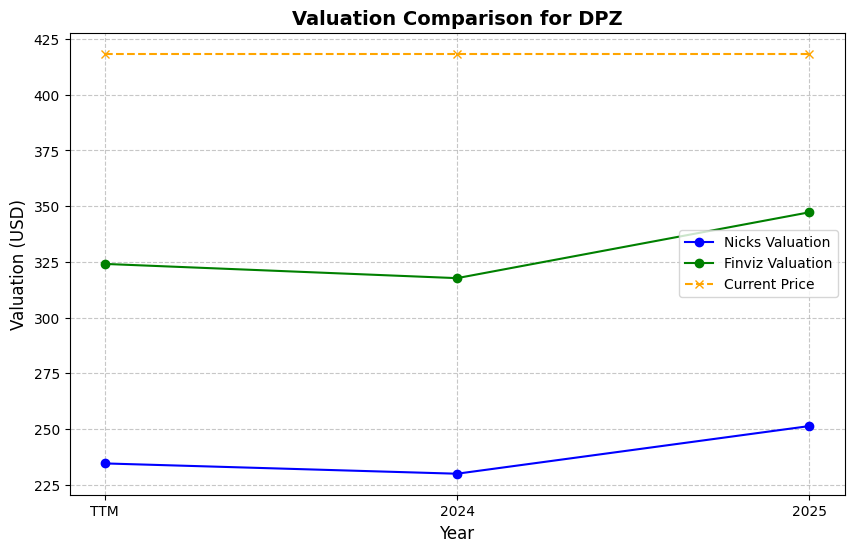 Valuation Comparison for DPZ
Valuation (USD)
425
400
375
350
325
300
275
250
225
Nicks Valuation
Finviz Valuation
Current Price
TTM
2024
2025
Year